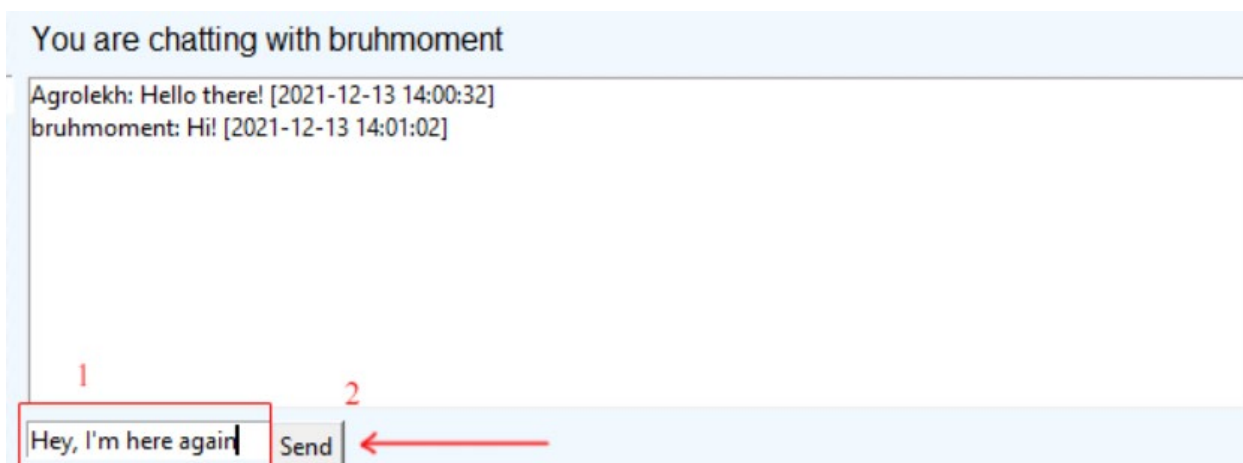 You are chatting with bruhmoment
Agrolekh: Hello there! [2021-12-13 14:00:32]
bruhmoment: Hi! [2021-12-13 14:01:02]
1
2
Hey, I'm here again
Send